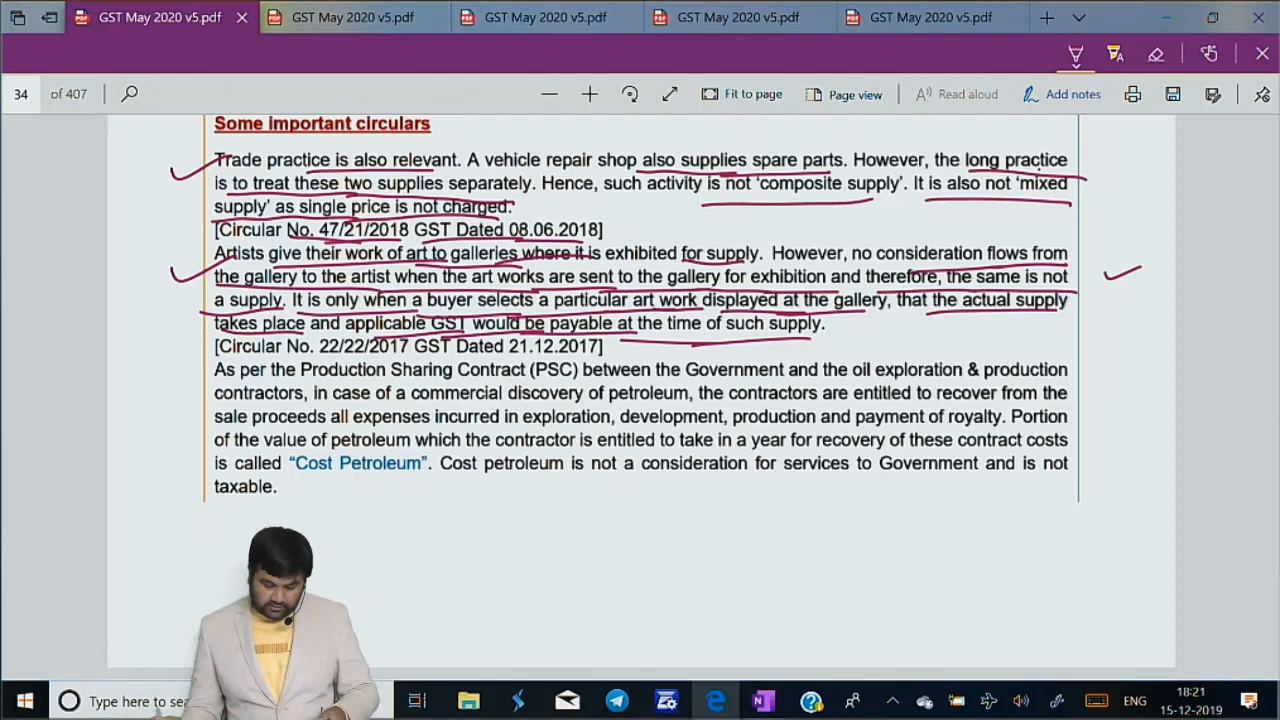 GST May 2020 v5.pdf
GST May 2020 v5.pdf
GST May 2020 v5.pdf
GST May 2020 v5.pdf
GST May 2020 v5.pdf
34 of 407
Fit to page
Page view
Read aloud
Add notes
Some important circulars
Trade practice is also relevant. A vehicle repair shop also supplies spare parts. However, the long practice
is to treat these two supplies separately. Hence, such activity is not 'composite supply'. It is also not 'mixed
supply' as single price is not charged.
[Circular No. 47/21/2018 GST Dated 08.06.2018]
Artists give their work of art to galleries where it is exhibited for supply. However, no consideration flows from
the gallery to the artist when the art works are sent to the gallery for exhibition and therefore, the same is not
a supply. It is only when a buyer selects a particular art work displayed at the gallery, that the actual supply
takes place and applicable GST would be payable at the time of such supply.
[Circular No. 22/22/2017 GST Dated 21.12.2017]
As per the Production Sharing Contract (PSC) between the Government and the oil exploration & production
contractors, in case of a commercial discovery of petroleum, the contractors are entitled to recover from the
sale proceeds all expenses incurred in exploration, development, production and payment of royalty. Portion
of the value of petroleum which the contractor is entitled to take in a year for recovery of these contract costs
is called "Cost Petroleum". Cost petroleum is not a consideration for services to Government and is not
taxable.
Type here to sea
ENG
18:21
15-12-2019